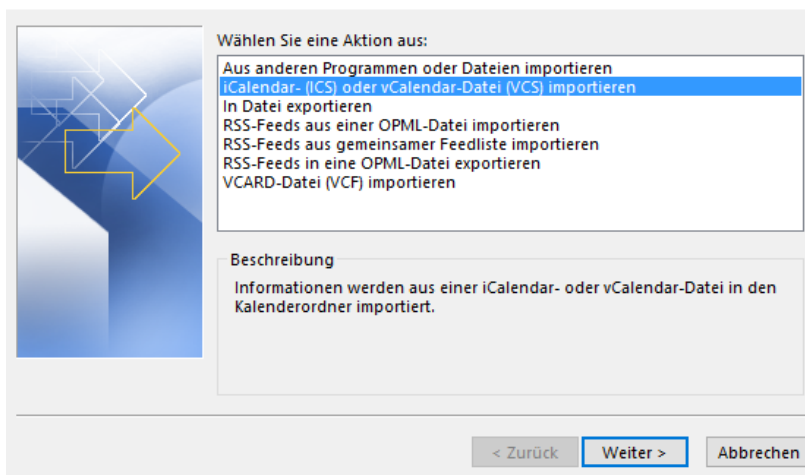 Wählen Sie eine Aktion aus:
Aus anderen Programmen oder Dateien importieren
iCalendar- (ICS) oder vCalendar-Datei (VCS) importieren
In Datei exportieren
RSS-Feeds aus einer OPML-Datei importieren
RSS-Feeds aus gemeinsamer Feedliste importieren
RSS-Feeds in eine OPML-Datei exportieren
VCARD-Datei (VCF) importieren
Beschreibung
Informationen werden aus einer iCalendar- oder vCalendar-Datei in den
Kalenderordner importiert.
< Zurück Weiter > Abbrechen